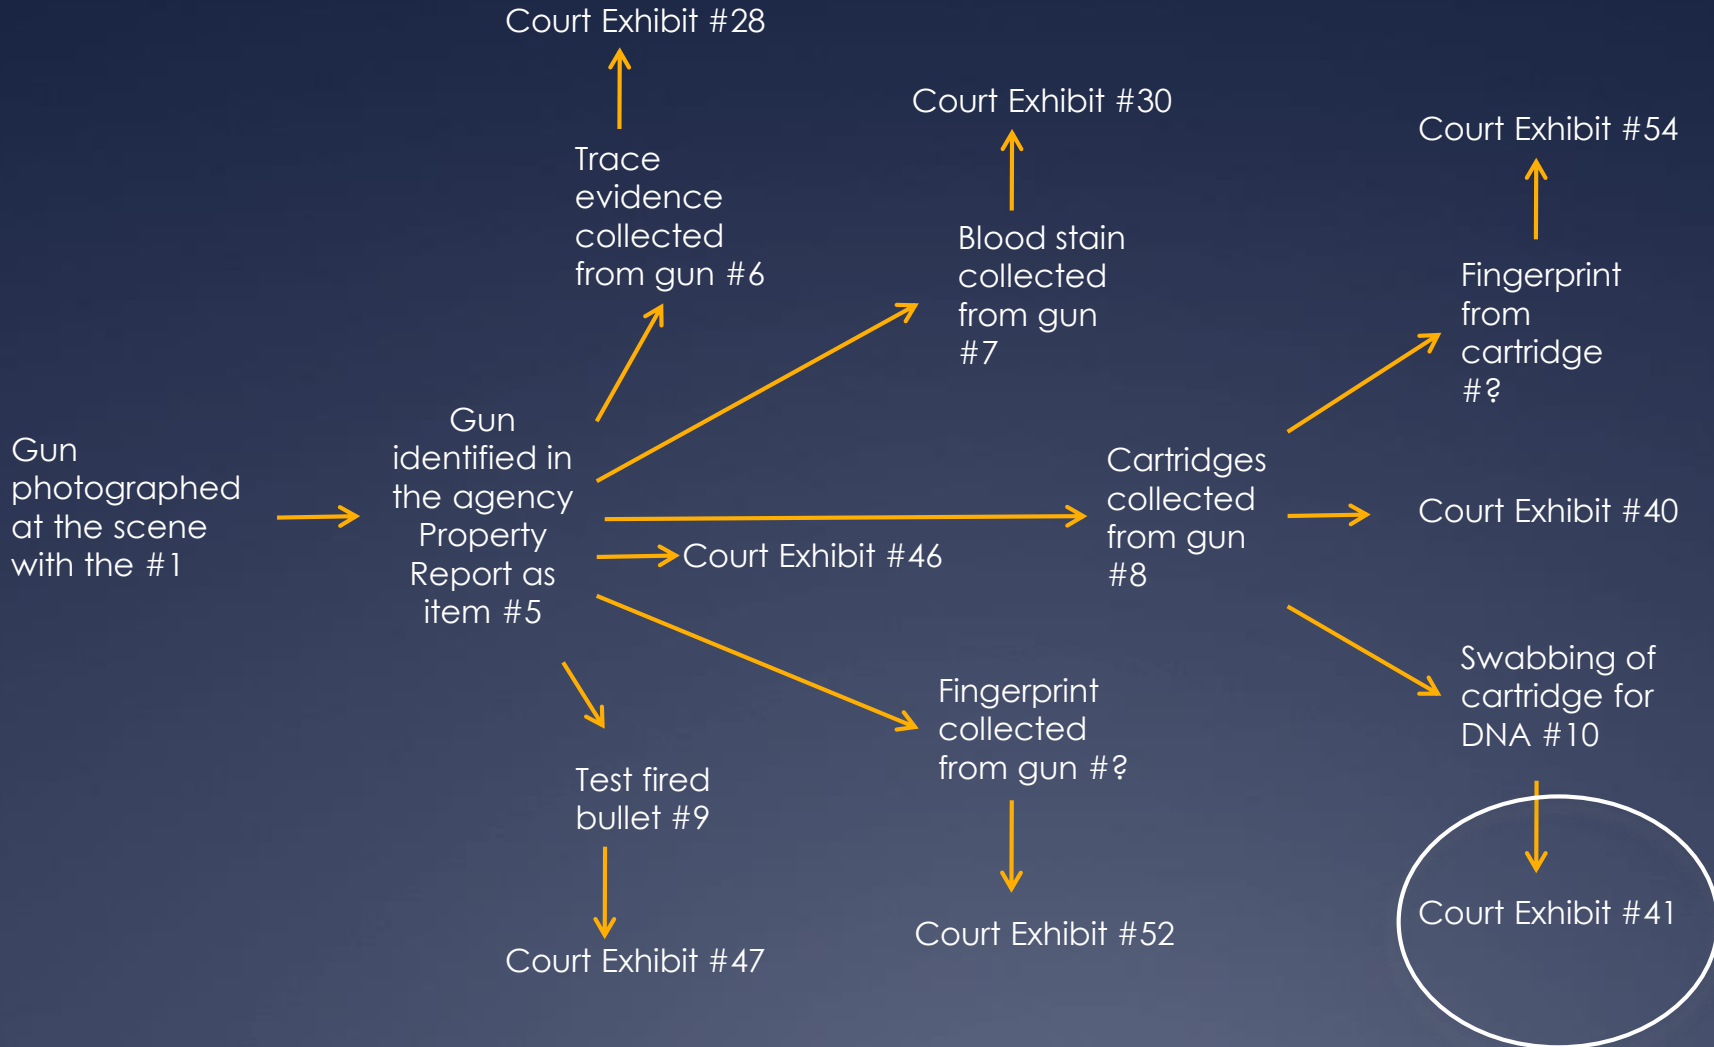 Court Exhibit #28
Court Exhibit #30
Court Exhibit #54
Trace
evidence
collected
from gun #6
Blood stain
collected
from gun
#7
Fingerprint
from
cartridge
#?
Gun
photographed
at the scene
with the #1
Gun
identified in
the agency
Property
Report as
item #5
Cartridges
collected
from gun
#8
Court Exhibit #40
Court Exhibit #46
Swabbing of
cartridge for
DNA #10
Fingerprint
collected
from gun #?
Test fired
bullet #9
Court Exhibit #41
Court Exhibit #52
Court Exhibit #47